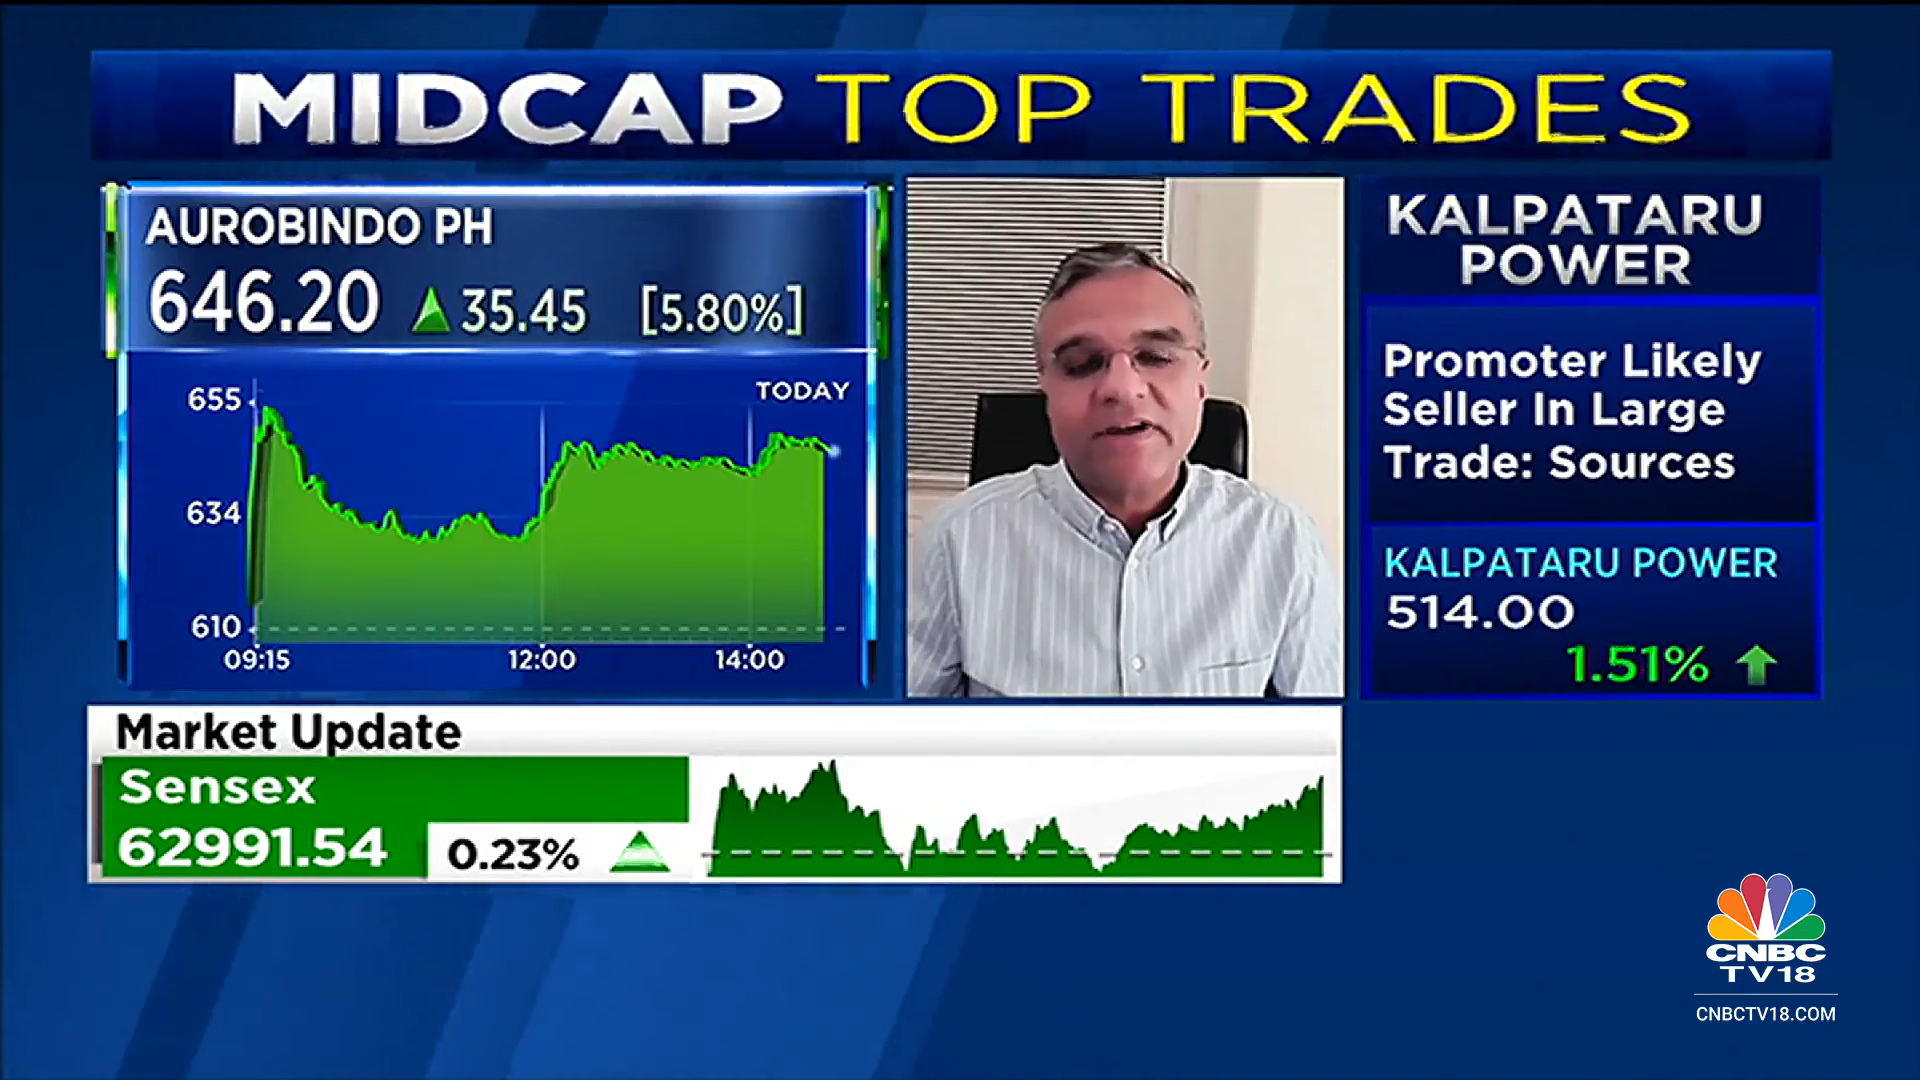 MIDCAP TOP TRADES
AUROBINDO PH
646.20 ▲ 35.45 [5.80%]
TODAY
655
634
610
09:15 12:00 14:00
KALPATARU
POWER
Promoter Likely
Seller In Large
Trade: Sources
KALPATARU POWER
514.00
1.51%
Market Update
Sensex
62991.54
0.23%
CNBC
TV18
CNBCTV18.COM